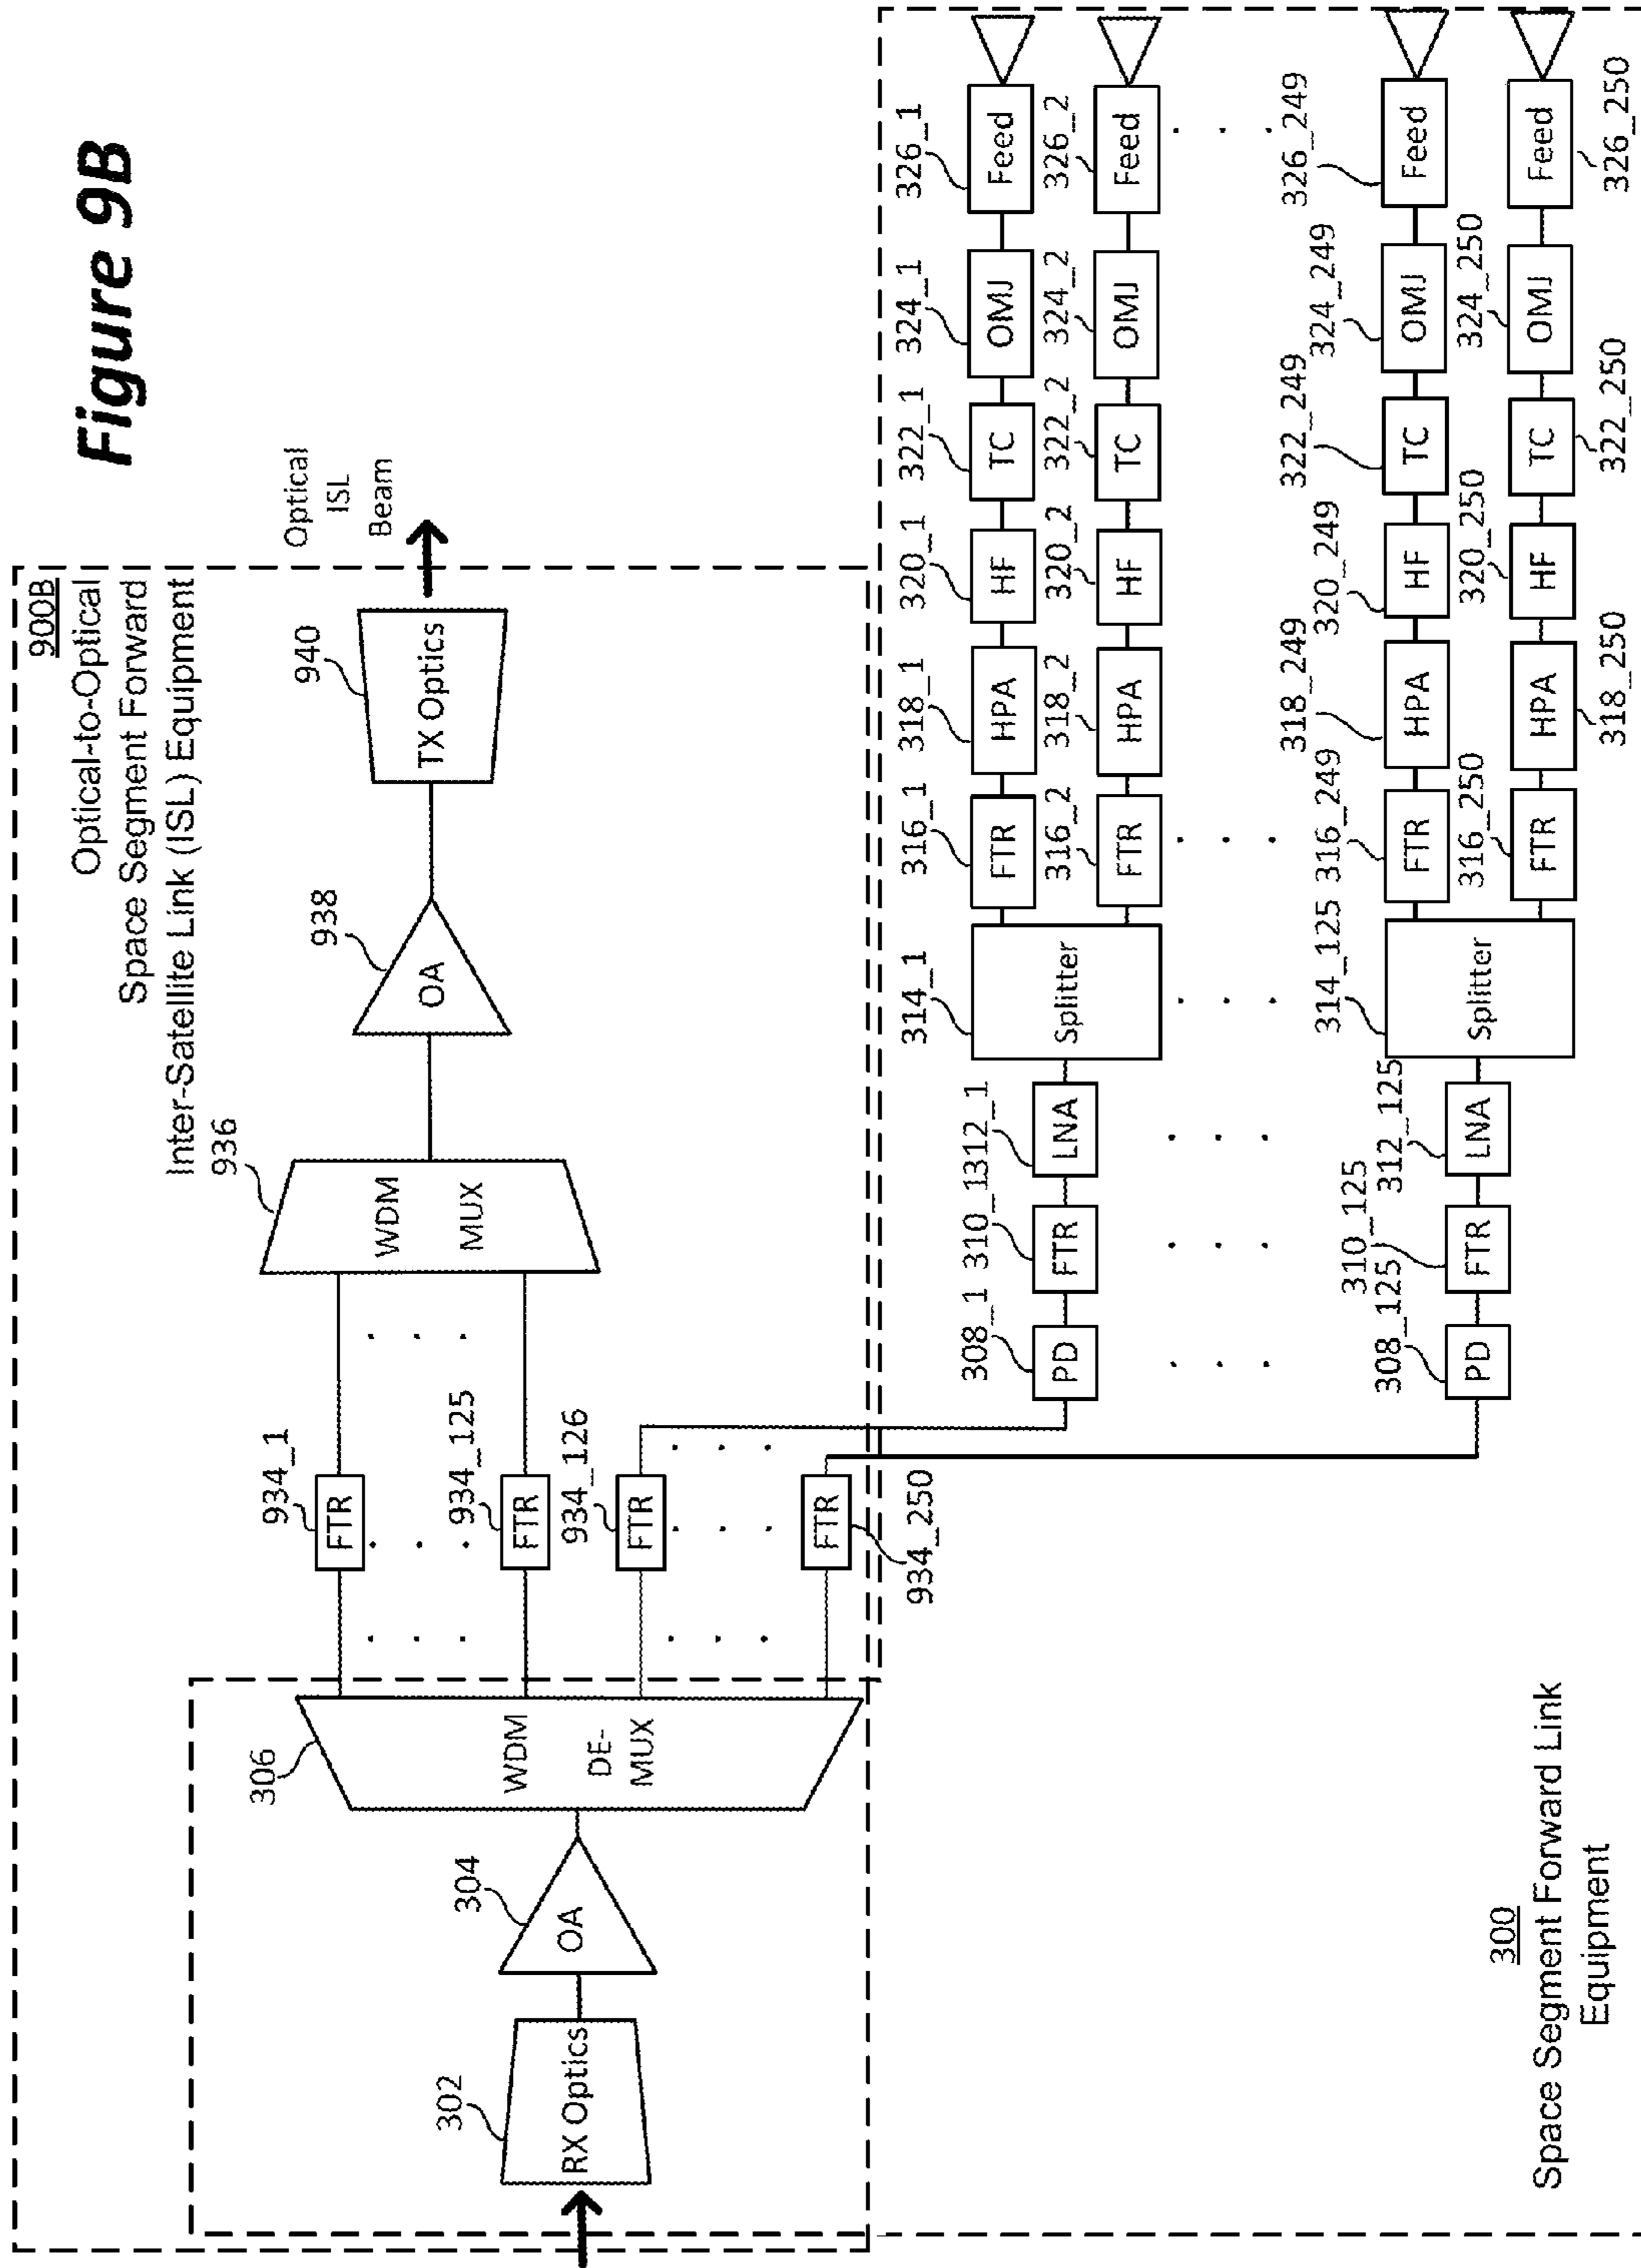 Figure 9B
900B
Optical-to-Optical
Space Segment Forward
Inter-Satellite Link (ISL) Equipment
Optical
ISL
Beam
302
RX Optics
304
OA
306
WDM
DE-
MUX
934_1
FTR
934_125
FTR
934_126
FTR
934_250
FTR
936
WDM
MUX
938
OA
940
TX Optics
308_1
PD
310_1
FTR
312_1
LNA
314_1
Splitter
316_1
FTR
318_1
HPA
320_1
HF
322_1
TC
324_1
OMJ
326_1
Feed
316_2
FTR
318_2
HPA
320_2
HF
322_2
TC
324_2
OMJ
326_2
Feed
308_125
PD
310_125
FTR
312_125
LNA
314_125
Splitter
316_249
FTR
318_249
HPA
320_249
HF
322_249
TC
324_249
OMJ
326_249
Feed
316_250
FTR
318_250
HPA
320_250
HF
322_250
TC
324_250
OMJ
326_250
Feed
300
Space Segment Forward Link
Equipment